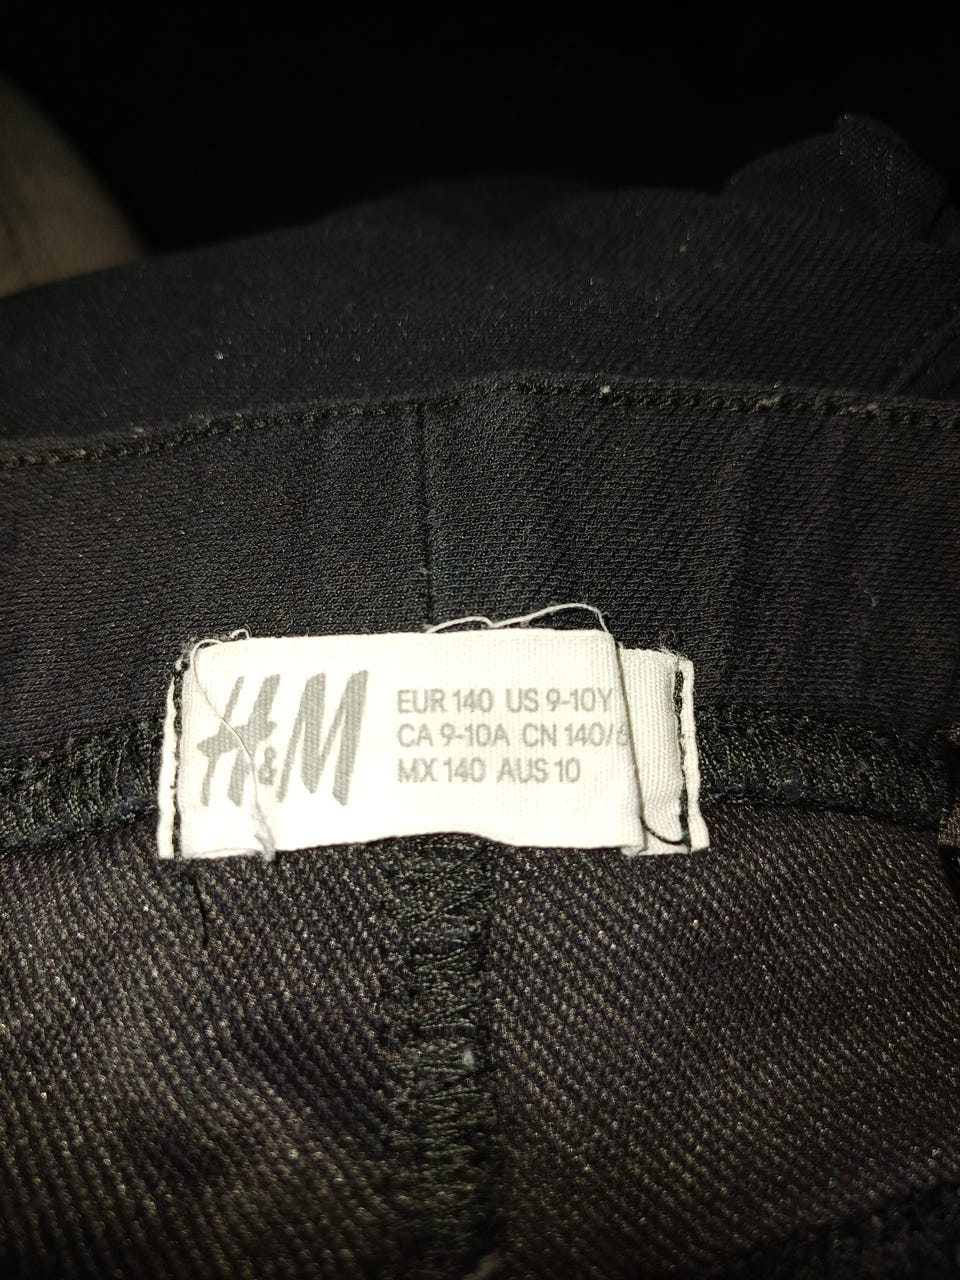 H&M
EUR 140 US 9-10Y
CA 9-10A CN 140/6
MX 140 AUS 10